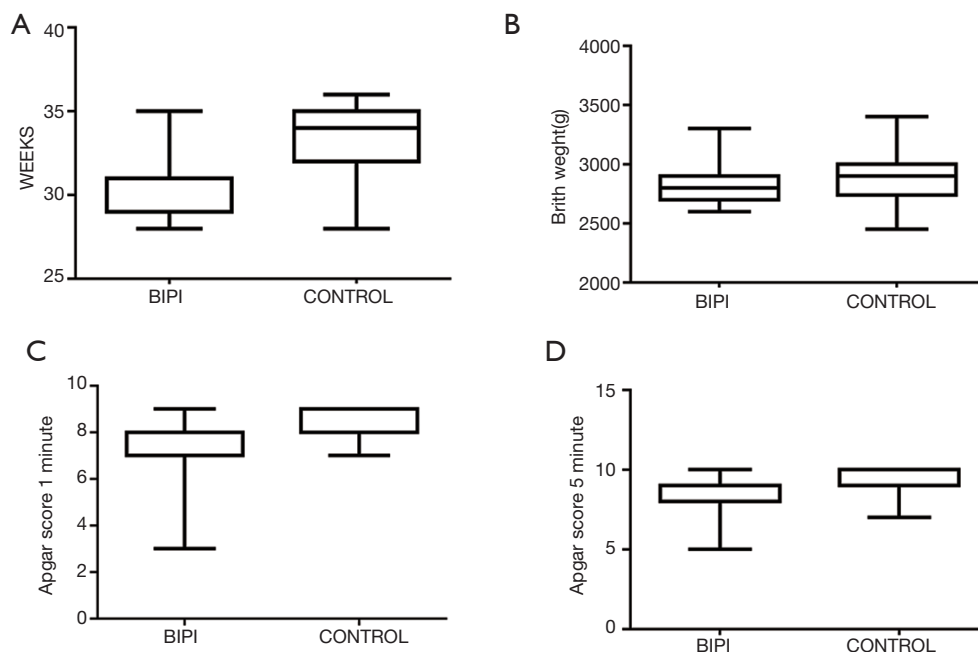 A
WEEKS
40
35
30
25
BIPI CONTROL
B
Brith weght(g)
4000
3500
3000
2500
2000
BIPI CONTROL
C
Apgar score 1 minute
10
8
6
4
2
0
BIPI CONTROL
D
Apgar score 5 minute
15
10
5
0
BIPI CONTROL